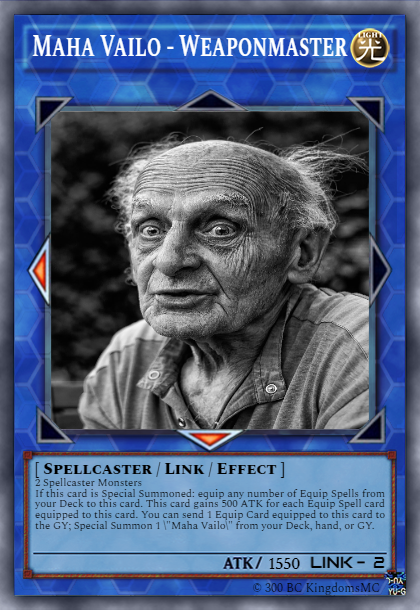 MAHA VAILO - WEAPONMASTER
LIGHT
光
[ SPELLCASTER / LINK / EFFECT ]
2 Spellcaster Monsters
If this card is Special Summoned: equip any number of Equip Spells from
your Deck to this card. This card gains 500 ATK for each Equip Spell card
equipped to this card. You can send 1 Equip Card equipped to this card to
the GY; Special Summon 1 \"Maha Vailo\" from your Deck, hand, or GY.
ATK/ 1550 LINK- 2
© 300 BC KingdomsMC